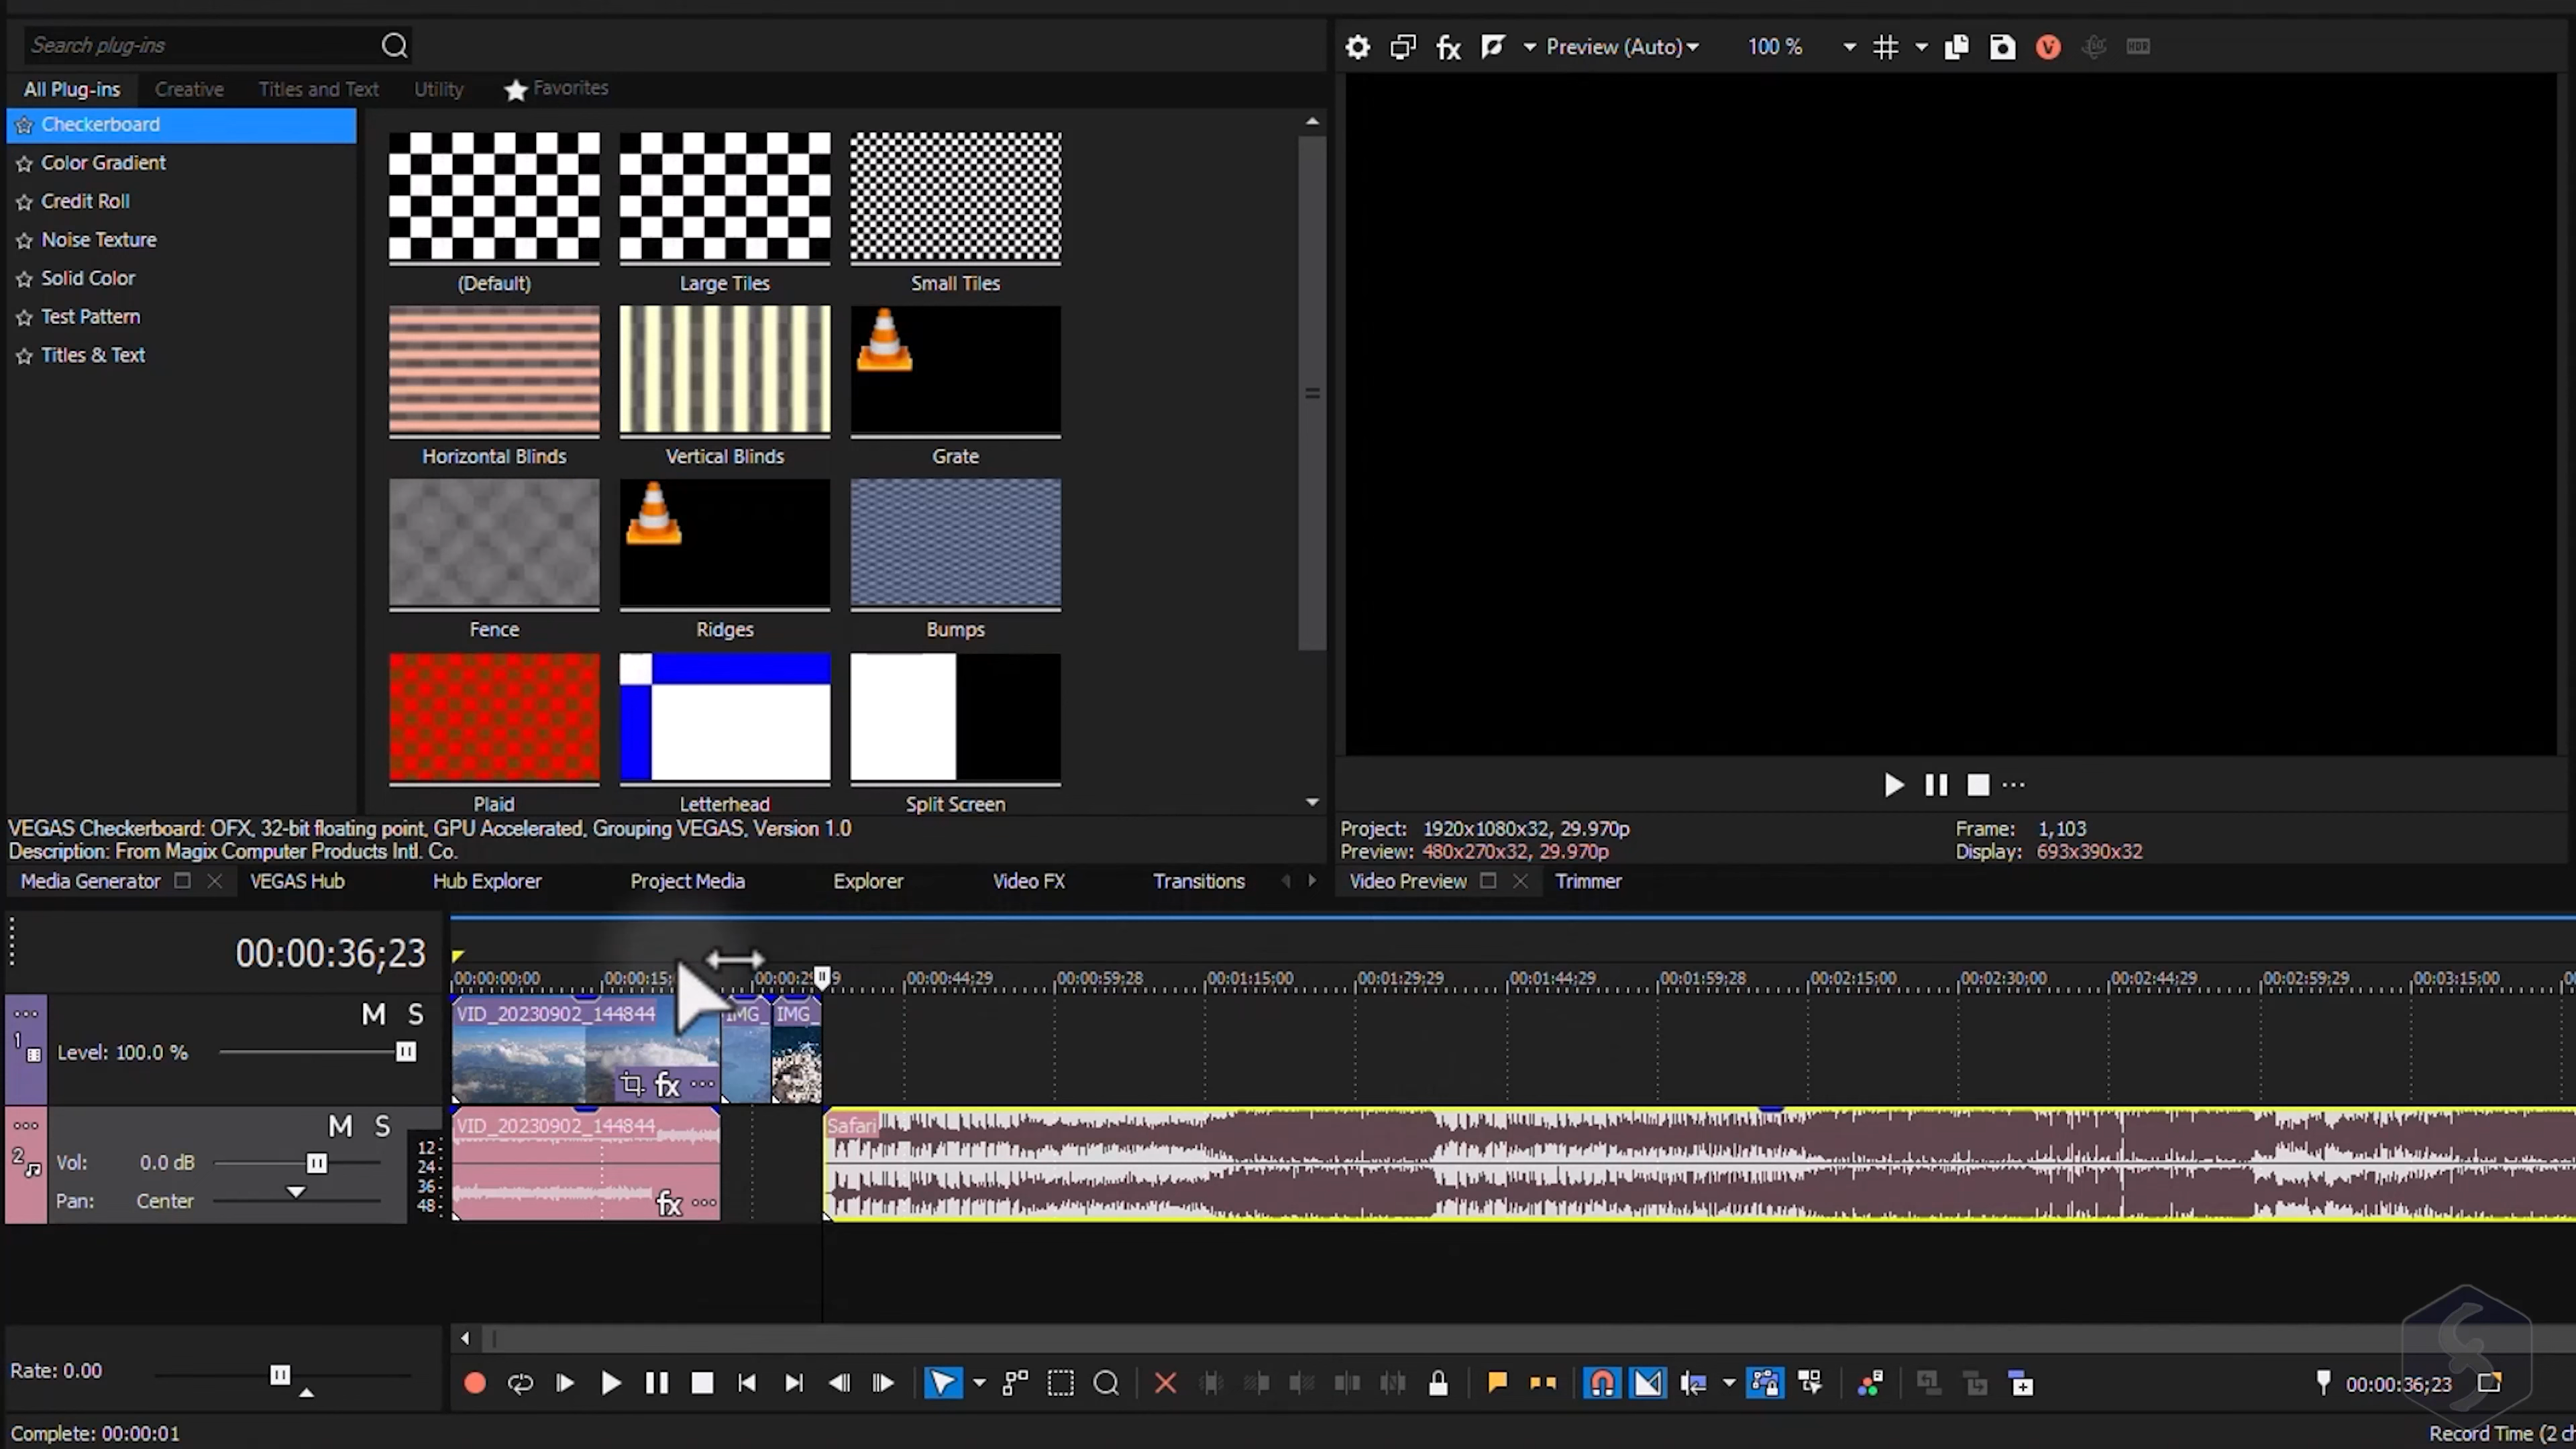 Search plug-ins
All Plug-ins Creative Titles and Text Utility Favorites
Checkerboard
Color Gradient
Credit Roll
Noise Texture
Solid Color
Test Pattern
Titles & Text
(Default) Large Tiles Small Tiles
Horizontal Blinds Vertical Blinds Grate
Fence Ridges Bumps
Plaid Letterhead Split Screen
VEGAS Checkerboard: OFX, 32-bit floating point, GPU Accelerated, Grouping VEGAS, Version 1.0
Description: From Magix Computer Products Intl. Co.
Media Generator VEGAS Hub Hub Explorer Project Media Explorer Video FX Transitions
fx Preview (Auto) 100 % HDR
Project: 1920x1080x32, 29.970p Frame: 1,103
Preview: 480x270x32, 29.970p Display: 693x390x32
Video Preview Trimmer
00:00:36;23
00:00:00;00 00:00:15; 00:00:29 9 00:00:44;29 00:00:59;28 00:01:15;00 00:01:29;29 00:01:44;29 00:01:59;28 00:02:15;00 00:02:30;00 00:02:44;29 00:02:59;29 00:03:15;00
1 M S
Level: 100.0 %
VID_20230902_144844 IMG_ IMG_
fx
2 M S
Vol: 0.0 dB
Pan: Center
12
24
36
48
VID_20230902_144844 Safari
fx
Rate: 0.00
00:00:36;23
Complete: 00:00:01
Record Time (2 ch